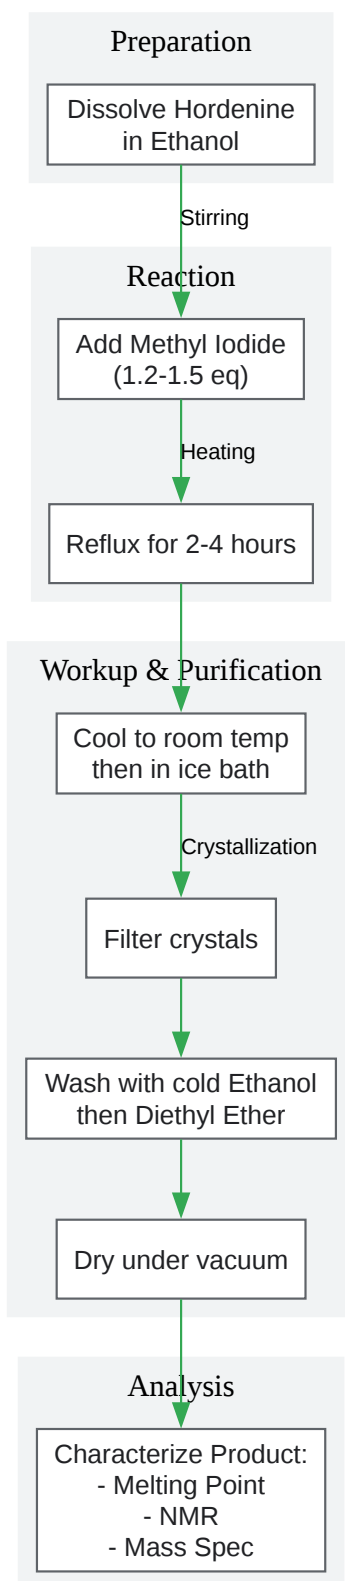 Preparation
Dissolve Hordenine
in Ethanol
Stirring
Reaction
Add Methyl Iodide
(1.2-1.5 eq)
Heating
Reflux for 2-4 hours
Workup & Purification
Cool to room temp
then in ice bath
Crystallization
Filter crystals
Wash with cold Ethanol
then Diethyl Ether
Dry under vacuum
Analysis
Characterize Product:
- Melting Point
- NMR
- Mass Spec